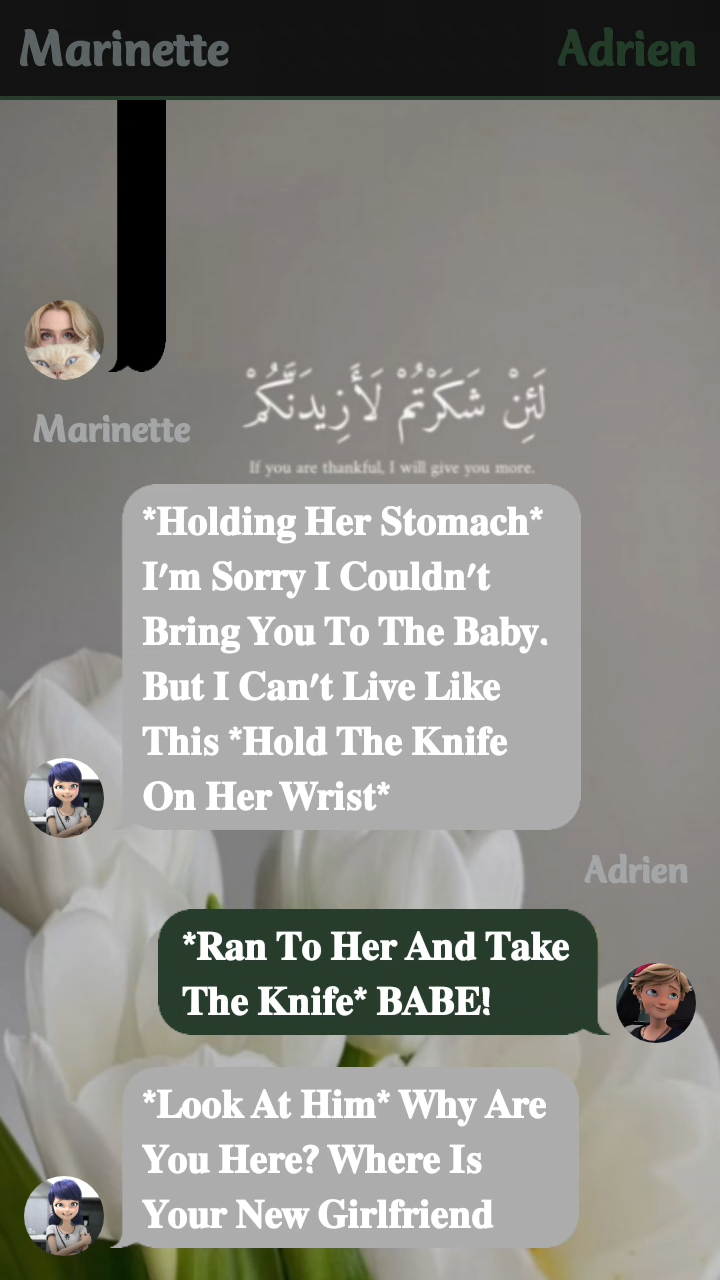 Marinette
Adrien
لَئِنْ شَكَرْتُمْ لَأَزِيدَنَّكُمْ
Marinette
If you are thankful, I will give you more.
*Holding Her Stomach*
I'm Sorry I Couldn't
Bring You To The Baby.
But I Can't Live Like
This *Hold The Knife
On Her Wrist*
Adrien
*Ran To Her And Take
The Knife* BABE!
*Look At Him* Why Are
You Here? Where Is
Your New Girlfriend